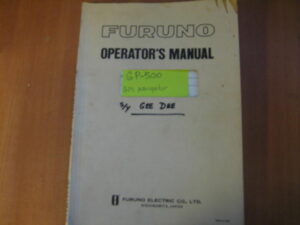 FURUNO
OPERATOR'S MANUAL
GP-500
GPS navigator
S/Y GEE DEE
FURUNO ELECTRIC CO., LTD.
NISHINOMIYA, JAPAN